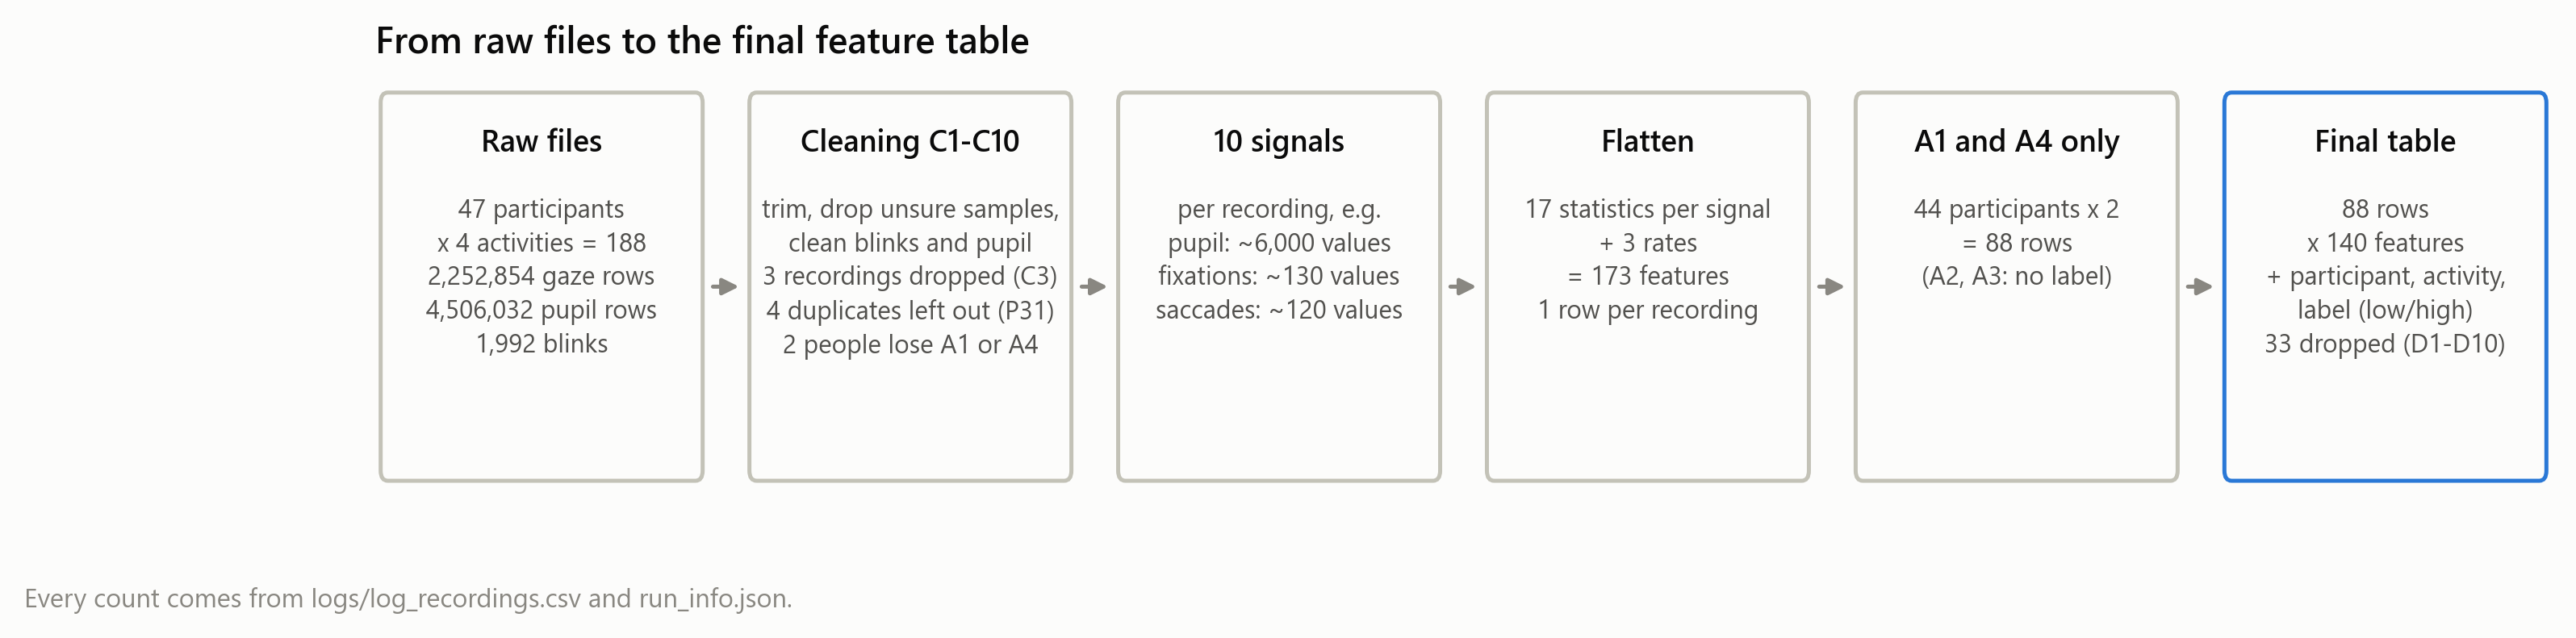 From raw files to the final feature table
Raw files
47 participants
x 4 activities = 188
2,252,854 gaze rows
4,506,032 pupil rows
1,992 blinks
Cleaning C1-C10
trim, drop unsure samples,
clean blinks and pupil
3 recordings dropped (C3)
4 duplicates left out (P31)
2 people lose A1 or A4
10 signals
per recording, e.g.
pupil: ~6,000 values
fixations: ~130 values
saccades: ~120 values
Flatten
17 statistics per signal
+ 3 rates
= 173 features
1 row per recording
A1 and A4 only
44 participants x 2
= 88 rows
(A2, A3: no label)
Final table
88 rows
x 140 features
+ participant, activity,
label (low/high)
33 dropped (D1-D10)
Every count comes from logs/log_recordings.csv and run_info.json.